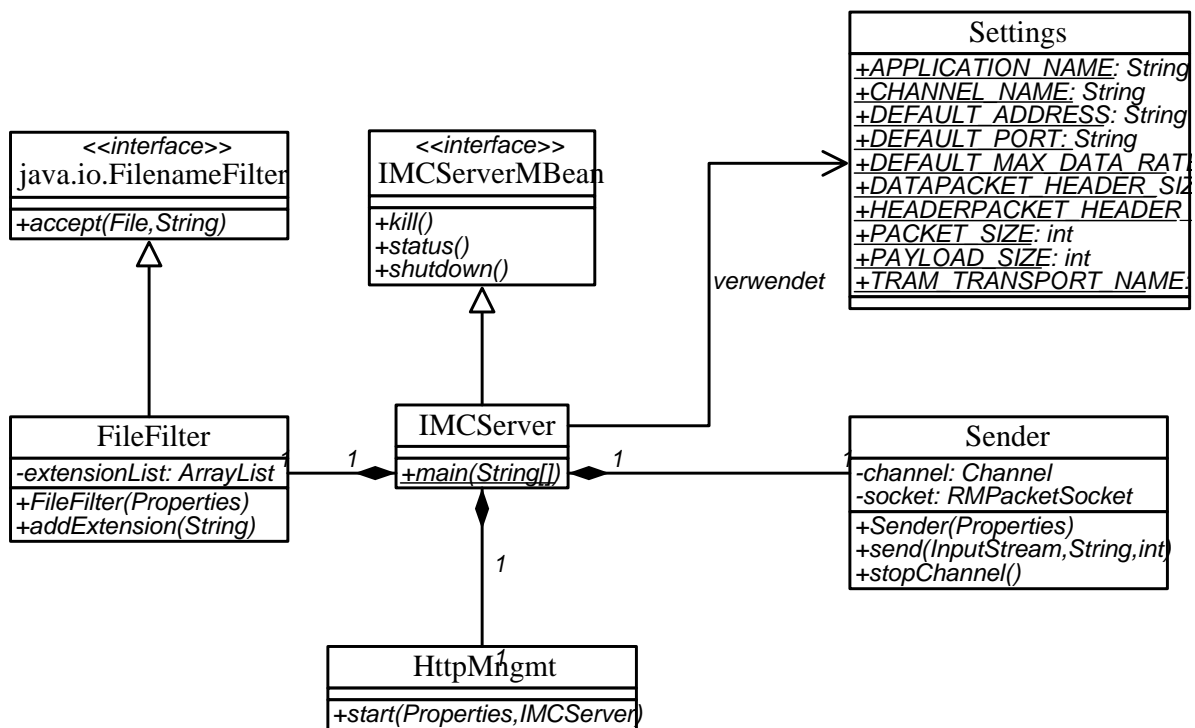 Settings
+APPLICATION_NAME: String
+CHANNEL_NAME: String
+DEFAULT_ADDRESS: String
+DEFAULT_PORT: String
+DEFAULT_MAX_DATA_RATE
+DATAPACKET_HEADER_SIZ
+HEADERPACKET_HEADER_
+PACKET_SIZE: int
+PAYLOAD_SIZE: int
+TRAM_TRANSPORT_NAME:
<<interface>>
java.io.FilenameFilter
+accept(File,String)
<<interface>>
IMCServerMBean
+kill()
+status()
+shutdown()
verwendet
FileFilter
-extensionList: ArrayList
+FileFilter(Properties)
+addExtension(String)
1
1
IMCServer
+main(String[])
1
1
Sender
-channel: Channel
-socket: RMPacketSocket
+Sender(Properties)
+send(InputStream,String,int)
+stopChannel()
1
1
HttpMngmt
+start(Properties,IMCServer)